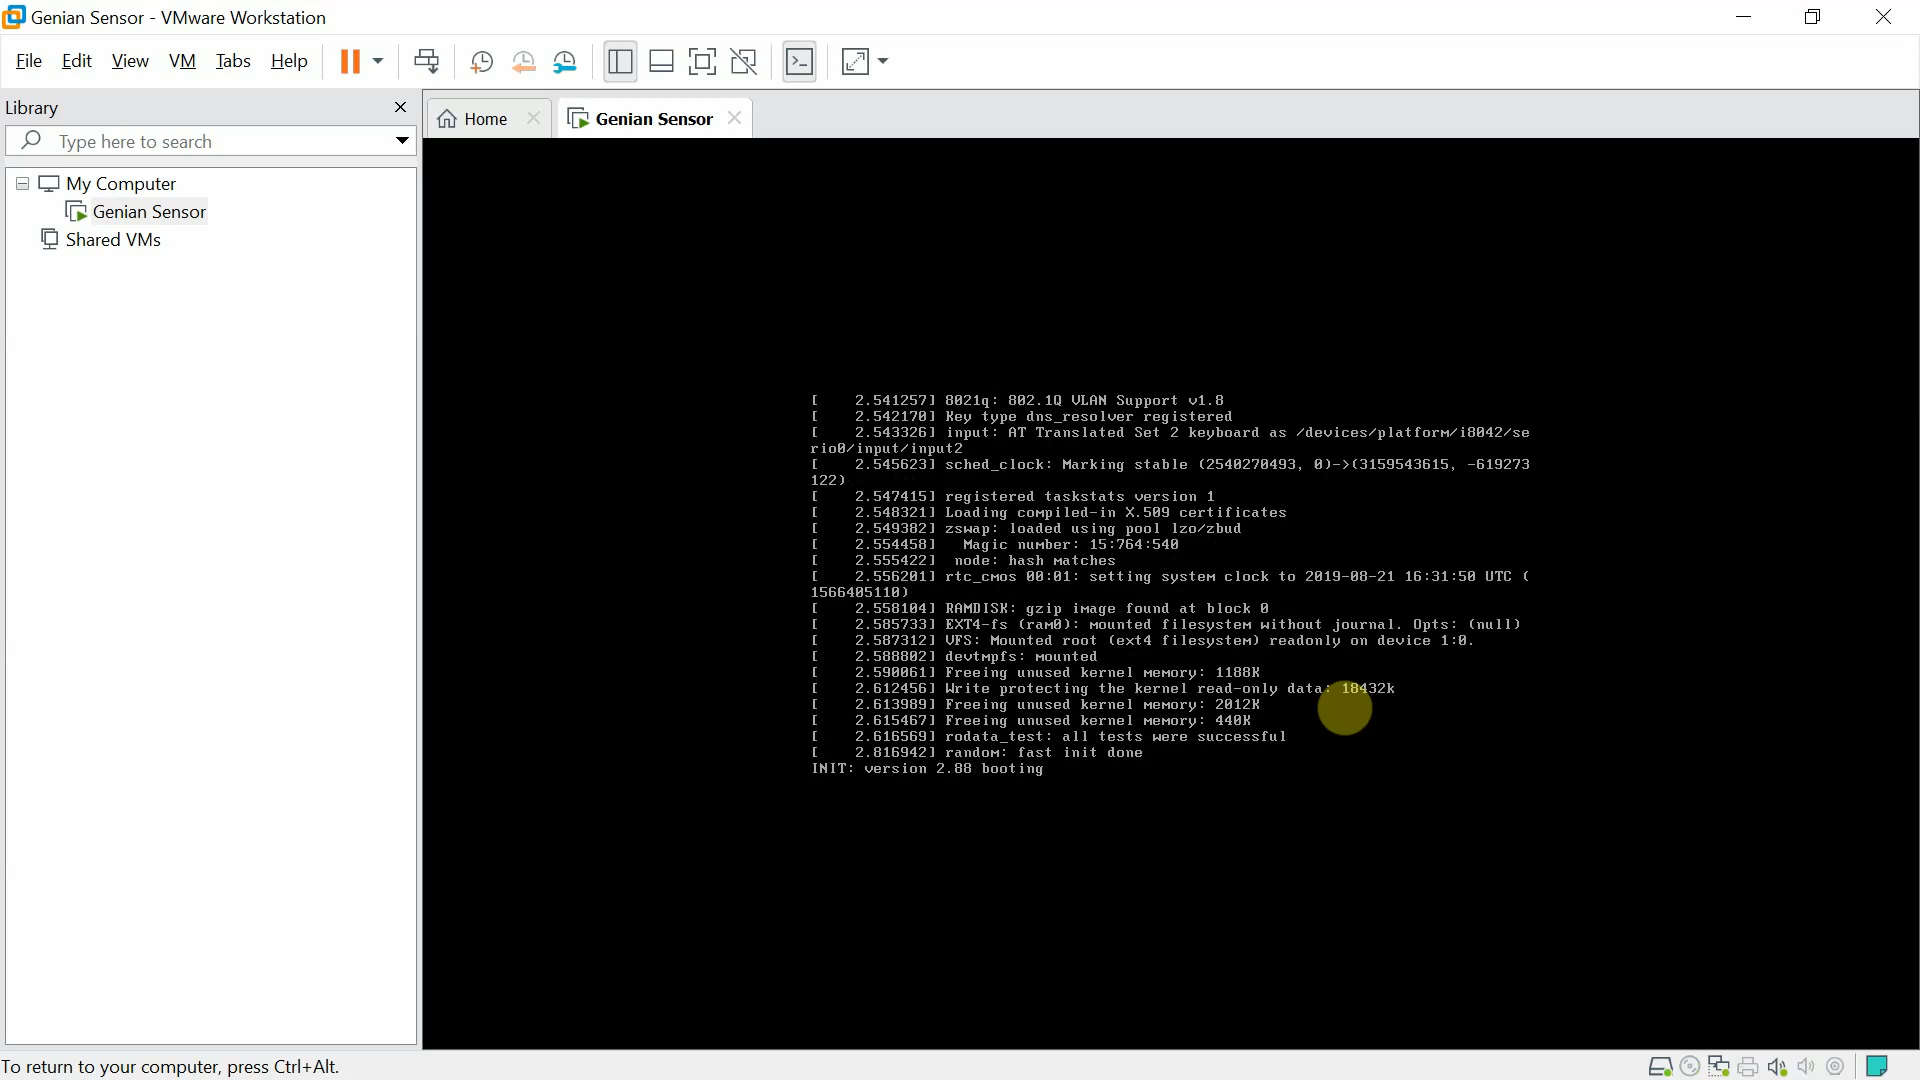 Genian Sensor - VMware Workstation
File Edit View VM Tabs Help
Library
Type here to search
My Computer
Genian Sensor
Shared VMs
Home
Genian Sensor
[    2.541257] 8021q: 802.1Q VLAN Support v1.8
[    2.542170] Key type dns_resolver registered
[    2.543326] input: AT Translated Set 2 keyboard as /devices/platform/i8042/se
rio0/input/input2
[    2.545623] sched_clock: Marking stable (2540270493, 0)->(3159543615, -619273
122)
[    2.547415] registered taskstats version 1
[    2.548321] Loading compiled-in X.509 certificates
[    2.549382] zswap: loaded using pool lzo/zbud
[    2.554458]   Magic number: 15:764:540
[    2.555422]  node: hash matches
[    2.556201] rtc_cmos 00:01: setting system clock to 2019-08-21 16:31:50 UTC (
1566405110)
[    2.558104] RAMDISK: gzip image found at block 0
[    2.585733] EXT4-fs (ram0): mounted filesystem without journal. Opts: (null)
[    2.587312] VFS: Mounted root (ext4 filesystem) readonly on device 1:0.
[    2.588802] devtmpfs: mounted
[    2.590061] Freeing unused kernel memory: 1188K
[    2.612456] Write protecting the kernel read-only data: 18432k
[    2.613989] Freeing unused kernel memory: 2012K
[    2.615467] Freeing unused kernel memory: 440K
[    2.616569] rodata_test: all tests were successful
[    2.816942] random: fast init done
INIT: version 2.88 booting
To return to your computer, press Ctrl+Alt.